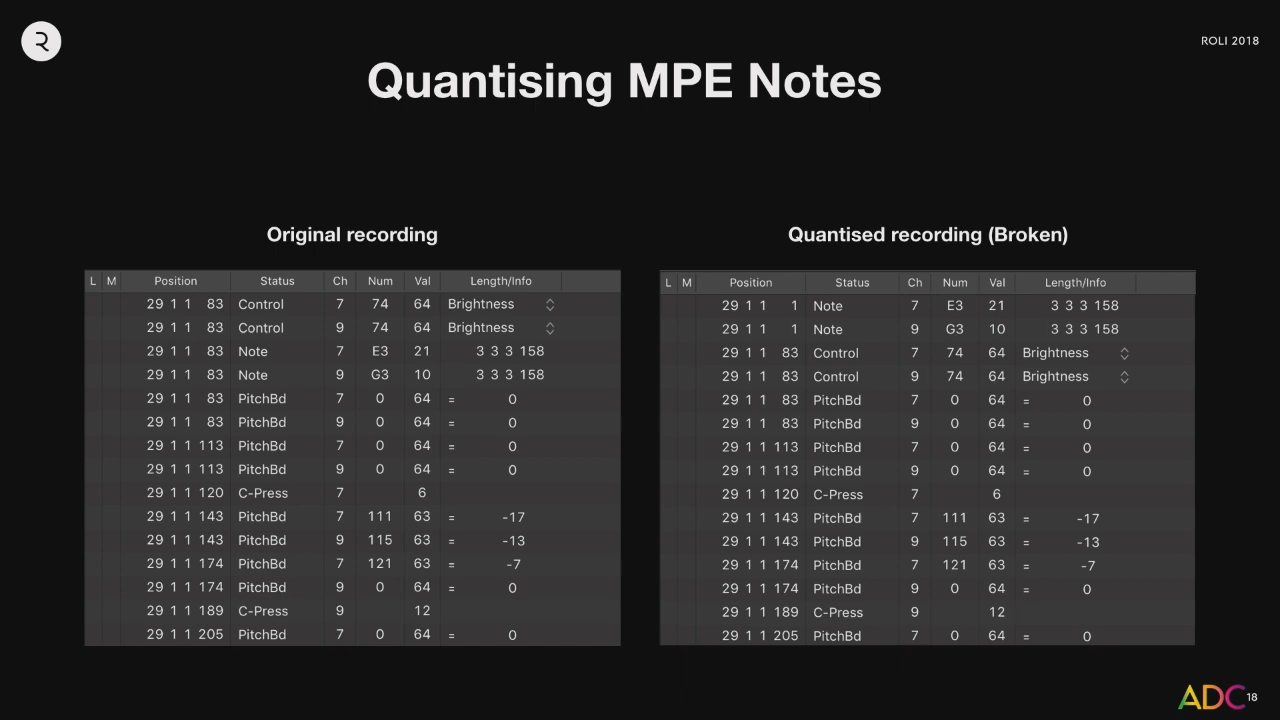 R
ROLI 2018
Quantising MPE Notes
Original recording
L M Position Status Ch Num Val Length/Info
29 1 1 83 Control 7 74 64 Brightness
29 1 1 83 Control 9 74 64 Brightness
29 1 1 83 Note 7 E3 21 3 3 3 158
29 1 1 83 Note 9 G3 10 3 3 3 158
29 1 1 83 PitchBd 7 0 64 = 0
29 1 1 83 PitchBd 9 0 64 = 0
29 1 1 113 PitchBd 7 0 64 = 0
29 1 1 113 PitchBd 9 0 64 = 0
29 1 1 120 C-Press 7 6
29 1 1 143 PitchBd 7 111 63 = -17
29 1 1 143 PitchBd 9 115 63 = -13
29 1 1 174 PitchBd 7 121 63 = -7
29 1 1 174 PitchBd 9 0 64 = 0
29 1 1 189 C-Press 9 12
29 1 1 205 PitchBd 7 0 64 = 0
Quantised recording (Broken)
L M Position Status Ch Num Val Length/Info
29 1 1 1 Note 7 E3 21 3 3 3 158
29 1 1 1 Note 9 G3 10 3 3 3 158
29 1 1 83 Control 7 74 64 Brightness
29 1 1 83 Control 9 74 64 Brightness
29 1 1 83 PitchBd 7 0 64 = 0
29 1 1 83 PitchBd 9 0 64 = 0
29 1 1 113 PitchBd 7 0 64 = 0
29 1 1 113 PitchBd 9 0 64 = 0
29 1 1 120 C-Press 7 6
29 1 1 143 PitchBd 7 111 63 = -17
29 1 1 143 PitchBd 9 115 63 = -13
29 1 1 174 PitchBd 7 121 63 = -7
29 1 1 174 PitchBd 9 0 64 = 0
29 1 1 189 C-Press 9 12
29 1 1 205 PitchBd 7 0 64 = 0
ADC 18